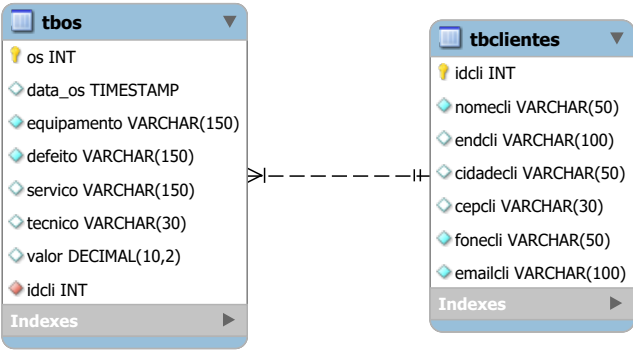 tbos
os INT
data_os TIMESTAMP
equipamento VARCHAR(150)
defeito VARCHAR(150)
servico VARCHAR(150)
tecnico VARCHAR(30)
valor DECIMAL(10,2)
idcli INT
Indexes
tbclientes
idcli INT
nomecli VARCHAR(50)
endcli VARCHAR(100)
cidadecli VARCHAR(50)
cepcli VARCHAR(30)
fonecli VARCHAR(50)
emailcli VARCHAR(100)
Indexes